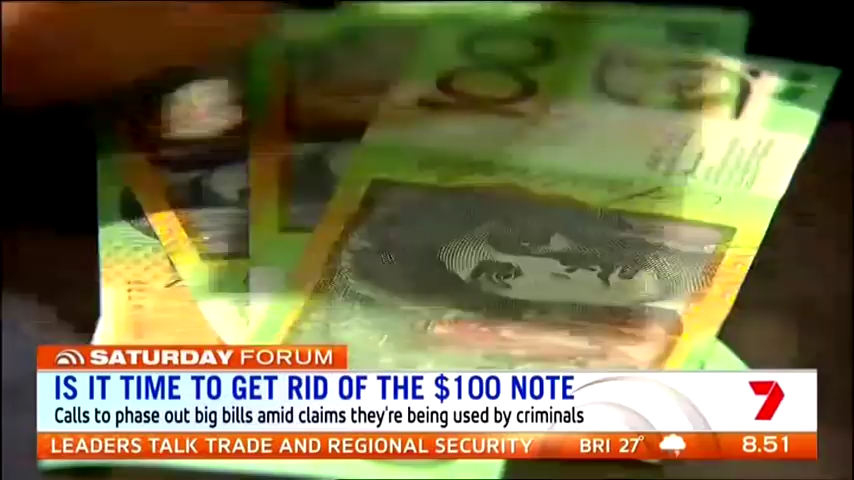 100
SATURDAY FORUM
IS IT TIME TO GET RID OF THE $100 NOTE
Calls to phase out big bills amid claims they're being used by criminals
7
LEADERS TALK TRADE AND REGIONAL SECURITY BRI 27° 8.51